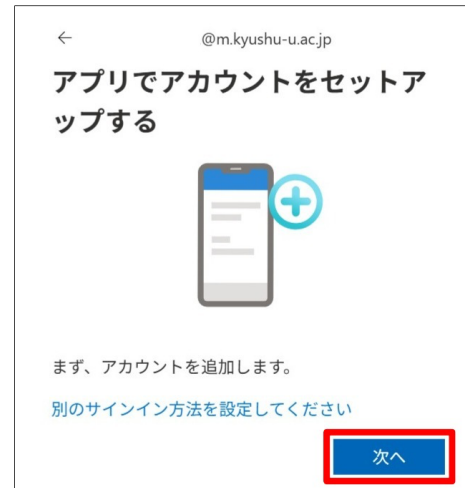 @m.kyushu-u.ac.jp
アプリでアカウントをセットア
ップする
まず、アカウントを追加します。
別のサインイン方法を設定してください
次へ